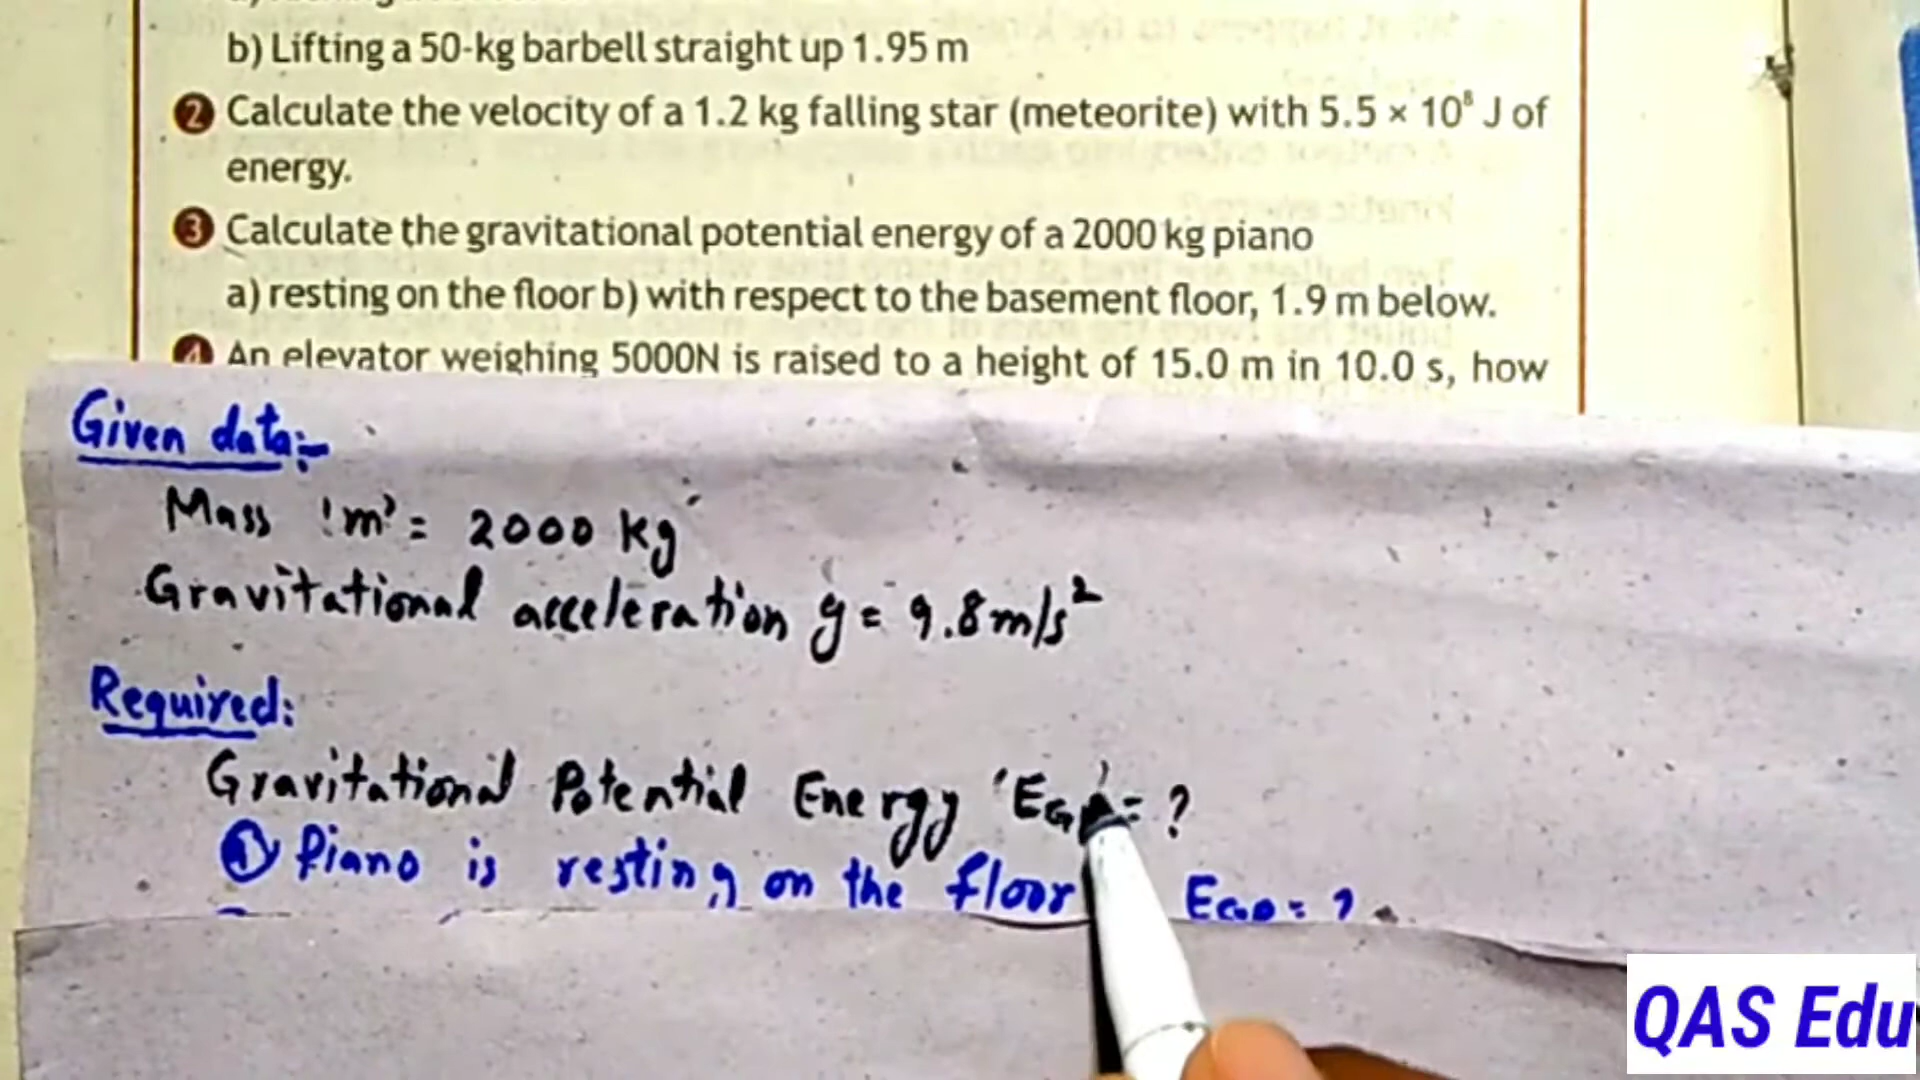 b) Lifting a 50-kg barbell straight up 1.95 m
2 Calculate the velocity of a 1.2 kg falling star (meteorite) with 5.5 × 10⁸ J of
energy.
3 Calculate the gravitational potential energy of a 2000 kg piano
a) resting on the floor b) with respect to the basement floor, 1.9 m below.
4 An elevator weighing 5000N is raised to a height of 15.0 m in 10.0 s, how
Given data:-
Mass 'm' = 2000 kg
Gravitational acceleration g = 9.8 m/s²
Required:
Gravitational Potential Energy 'EGP' = ?
Piano is resting on the floor EGP = ?
QAS Edu